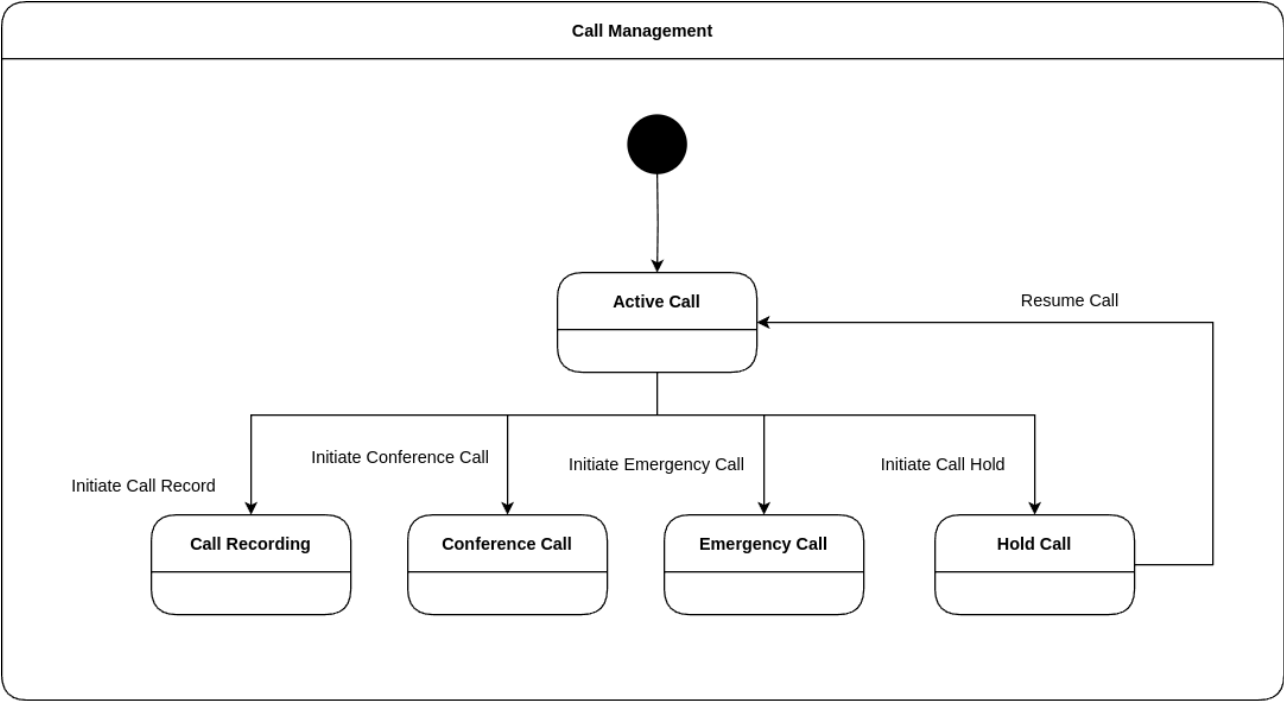 Call Management
Active Call
Resume Call
Initiate Conference Call
Initiate Emergency Call
Initiate Call Hold
Initiate Call Record
Call Recording
Conference Call
Emergency Call
Hold Call